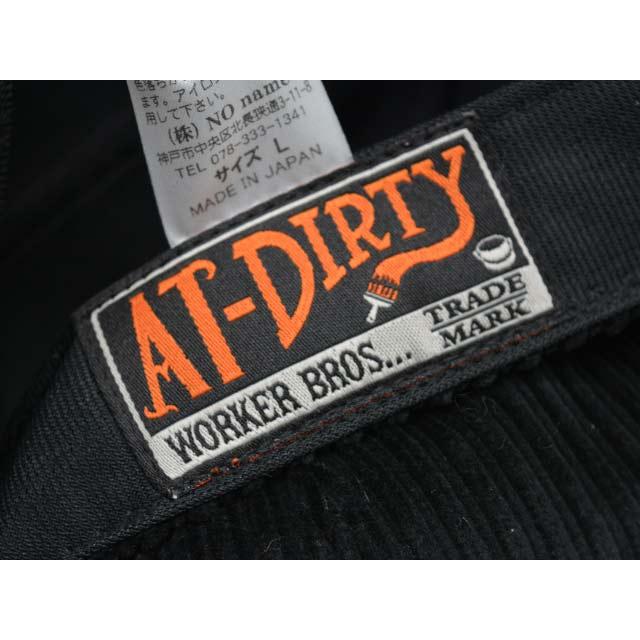 ます。アイロン
用して下さい。
(株) NO name
神戸市中央区北長狭通3-11-8
TEL 078-333-1341
サイズ L
MADE IN JAPAN
AT-DIRTY
WORKER BROS...
TRADE
MARK